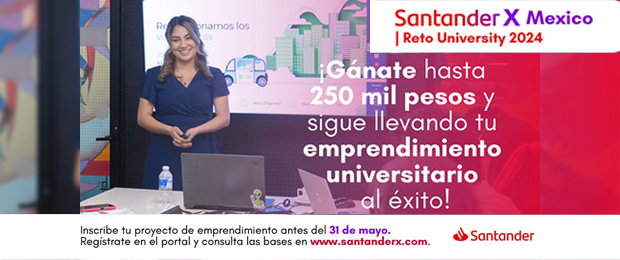 Santander X Mexico
| Reto University 2024
¡Gánate hasta
250 mil pesos y
sigue llevando tu
emprendimiento
universitario
al éxito!
Inscribe tu proyecto de emprendimiento antes del 31 de mayo.
Regístrate en el portal y consulta las bases en www.santanderx.com.
Santander